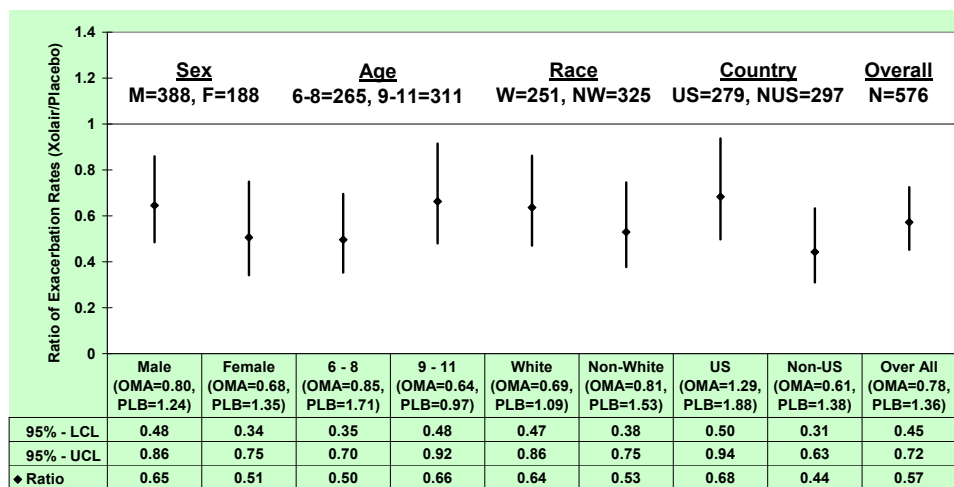 Ratio of Exacerbation Rates (Xolair/Placebo)
1.4
1.2
1
0.8
0.6
0.4
0.2
0
Sex Age Race Country Overall
M=388, F=188 6-8=265, 9-11=311 W=251, NW=325 US=279, NUS=297 N=576
Male Female 6 - 8 9 - 11 White Non-White US Non-US Over All
(OMA=0.80, (OMA=0.68, (OMA=0.85, (OMA=0.64, (OMA=0.69, (OMA=0.81, (OMA=1.29, (OMA=0.61, (OMA=0.78,
PLB=1.24) PLB=1.35) PLB=1.71) PLB=0.97) PLB=1.09) PLB=1.53) PLB=1.88) PLB=1.38) PLB=1.36)
95% - LCL 0.48 0.34 0.35 0.48 0.47 0.38 0.50 0.31 0.45
95% - UCL 0.86 0.75 0.70 0.92 0.86 0.75 0.94 0.63 0.72
Ratio 0.65 0.51 0.50 0.66 0.64 0.53 0.68 0.44 0.57